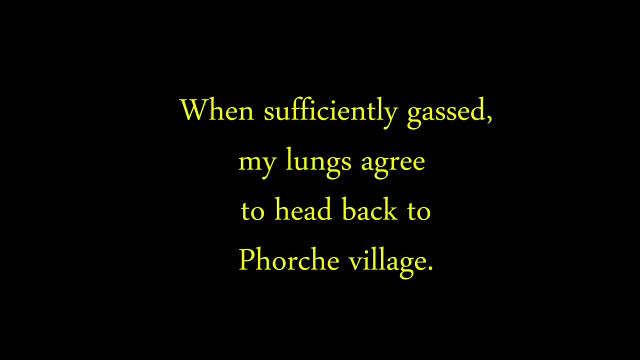 When sufficiently gassed,
my lungs agree
to head back to
Phorche village.